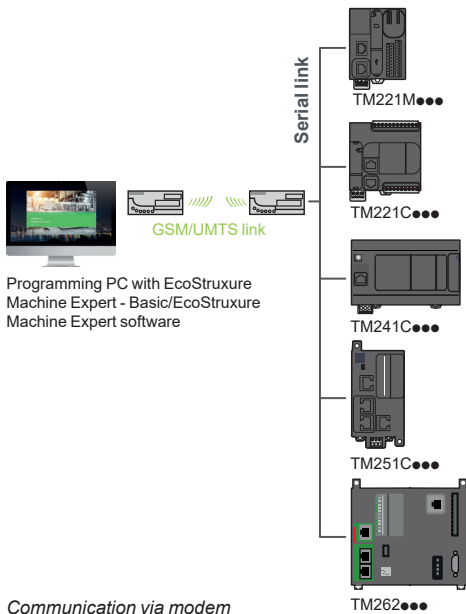 Serial link
TM221M●●●
TM221C●●●
GSM/UMTS link
Programming PC with EcoStruxure
Machine Expert - Basic/EcoStruxure
Machine Expert software
TM241C●●●
TM251C●●●
TM262●●●
Communication via modem